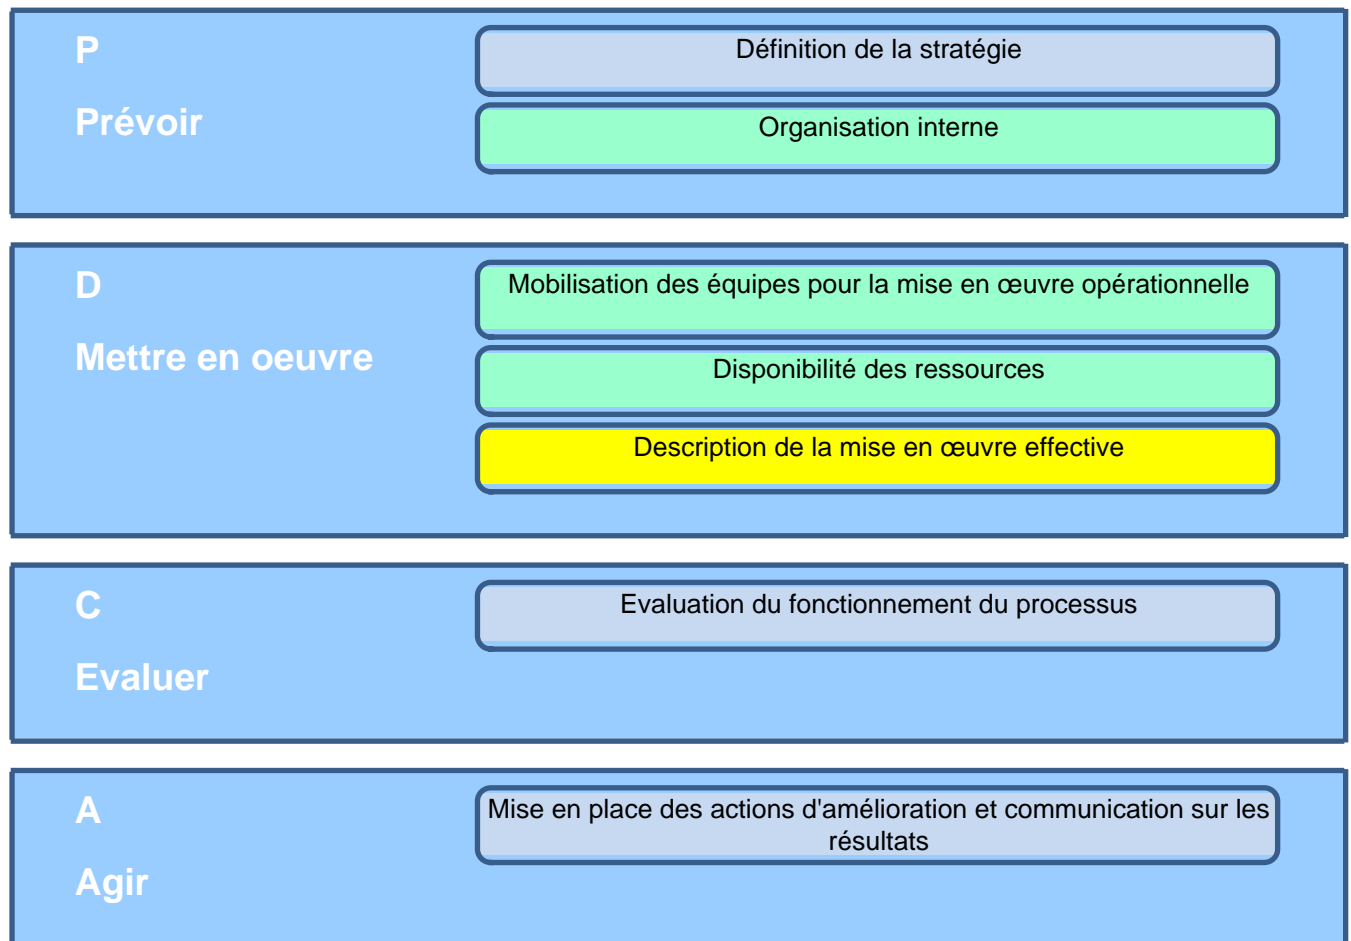 P
Définition de la stratégie
Prévoir
Organisation interne
D
Mobilisation des équipes pour la mise en œuvre opérationnelle
Mettre en oeuvre
Disponibilité des ressources
Description de la mise en œuvre effective
C
Evaluation du fonctionnement du processus
Evaluer
A
Mise en place des actions d'amélioration et communication sur les
résultats
Agir